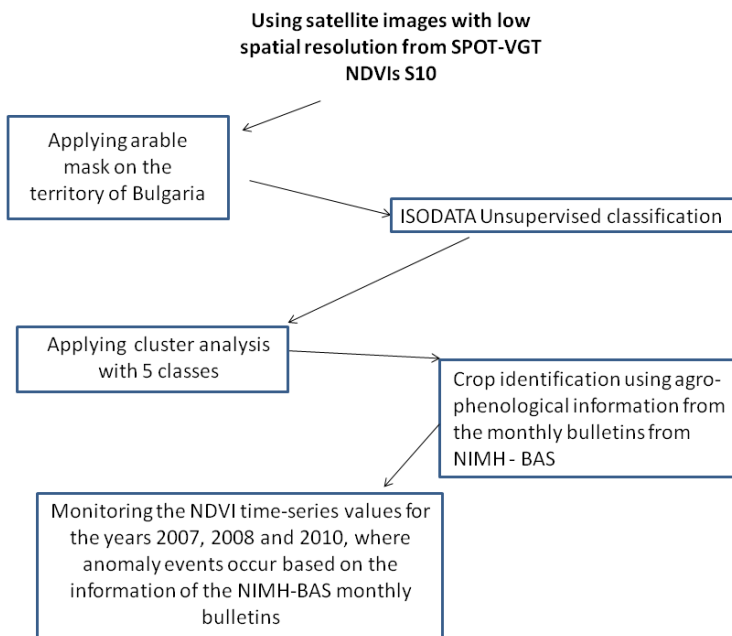 Using satellite images with low
spatial resolution from SPOT-VGT
NDVIs S10
Applying arable
mask on the
territory of Bulgaria
ISODATA Unsupervised classification
Applying cluster analysis
with 5 classes
Crop identification using agro-
phenological information from
the monthly bulletins from
NIMH - BAS
Monitoring the NDVI time-series values for
the years 2007, 2008 and 2010, where
anomaly events occur based on the
information of the NIMH-BAS monthly
bulletins